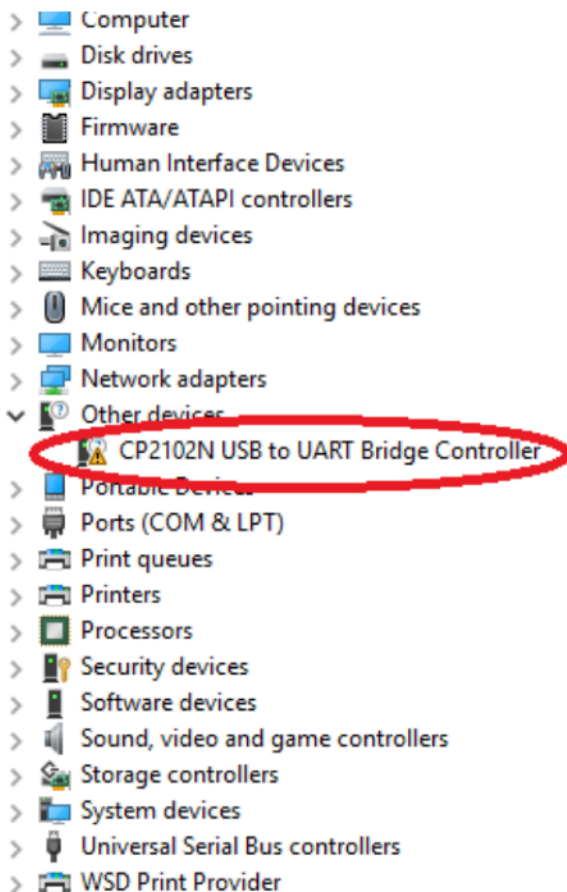 Computer
Disk drives
Display adapters
Firmware
Human Interface Devices
IDE ATA/ATAPI controllers
Imaging devices
Keyboards
Mice and other pointing devices
Monitors
Network adapters
Other devices
CP2102N USB to UART Bridge Controller
Portable Devices
Ports (COM & LPT)
Print queues
Printers
Processors
Security devices
Software devices
Sound, video and game controllers
Storage controllers
System devices
Universal Serial Bus controllers
WSD Print Provider